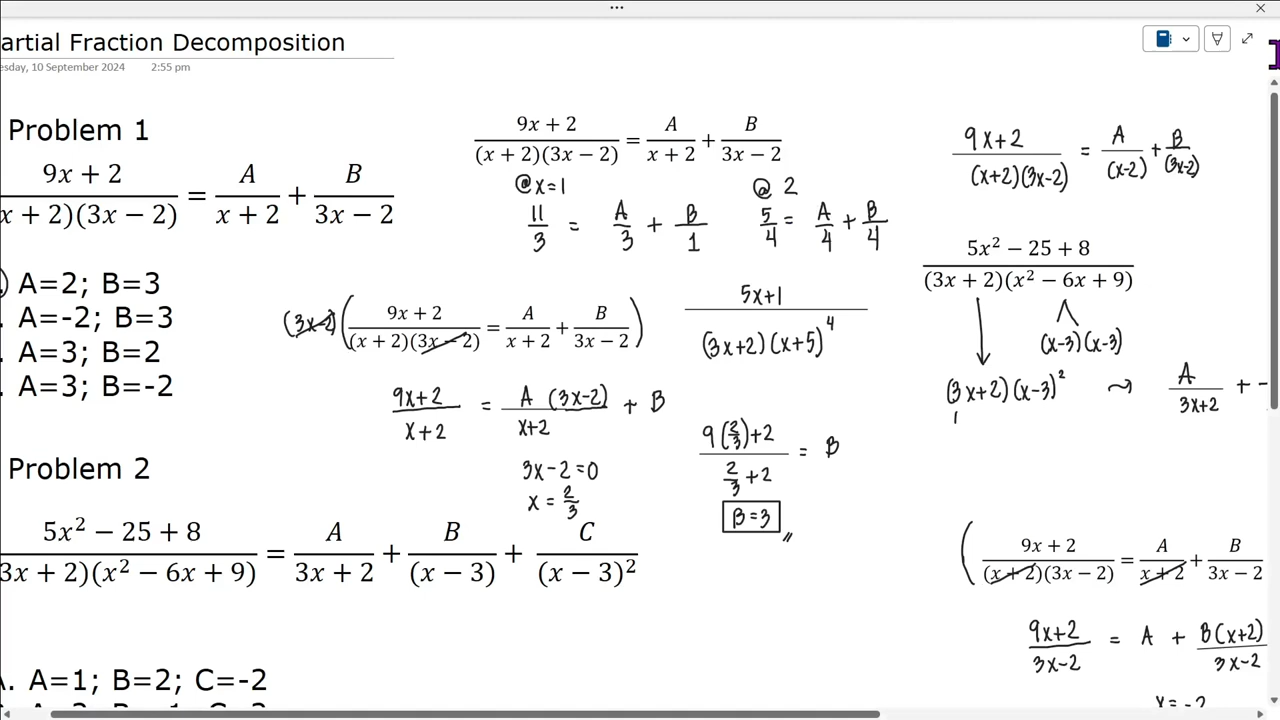 artial Fraction Decomposition
esday, 10 September 2024 2:55 pm
Problem 1
9x + 2 / x + 2)(3x − 2) = A / x + 2 + B / 3x − 2
) A=2; B=3
. A=-2; B=3
. A=3; B=2
. A=3; B=-2
Problem 2
5x² − 25 + 8 / 3x + 2)(x² − 6x + 9) = A / 3x + 2 + B / (x − 3) + C / (x − 3)²
A. A=1; B=2; C=-2
9x + 2 / (x + 2)(3x − 2) = A / x + 2 + B / 3x − 2
@x=1
11/3 = A/3 + B/1
@ 2
5/4 = A/4 + B/4
(3x-2) ( 9x + 2 / (x + 2)(3x − 2) = A / x + 2 + B / 3x − 2 )
9x+2 / x+2 = A (3x-2) / x+2 + B
3x-2=0
x = 2/3
5x+1 / (3x+2)(x+5)⁴
9(2/3)+2 / 2/3 +2 = B
B=3
9x+2 / (x+2)(3x-2) = A / (x-2) + B / (3x-2)
5x² − 25 + 8 / (3x + 2)(x² − 6x + 9)
(x-3)(x-3)
(3x+2)(x-3)² ⇝ A / 3x+2 + -
( 9x + 2 / (x + 2)(3x − 2) = A / x + 2 + B / 3x − 2
9x+2 / 3x-2 = A + B(x+2) / 3x-2
x = -2